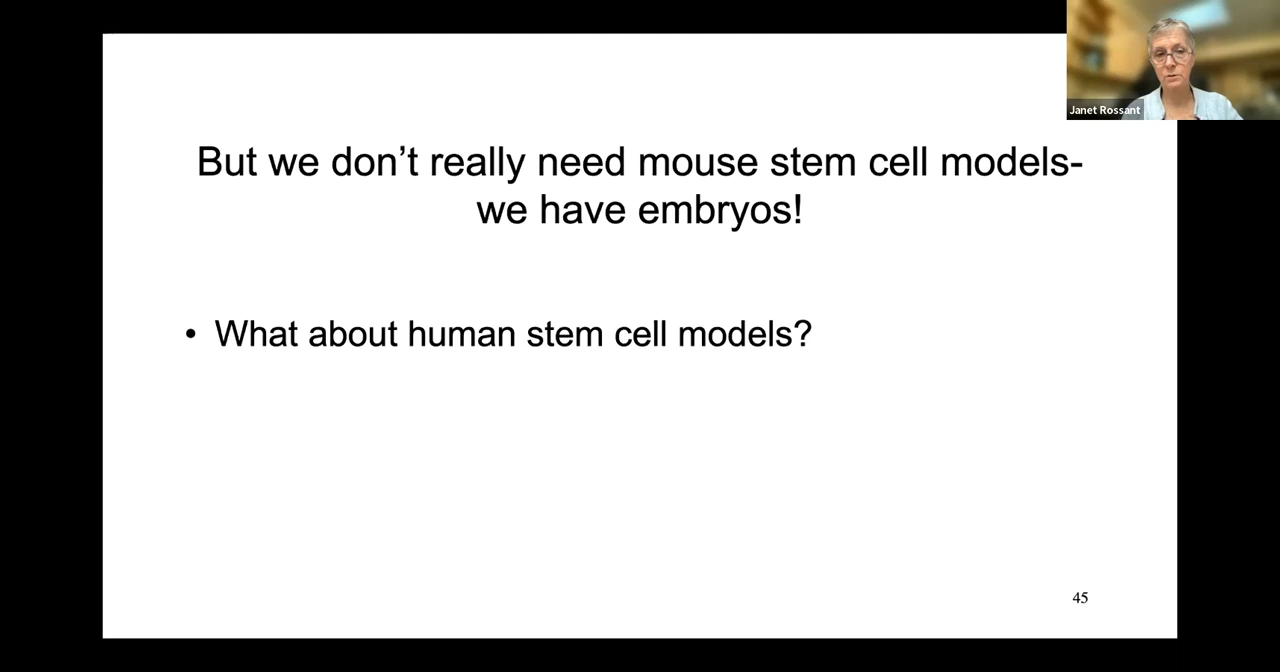 Janet Rossant
But we don’t really need mouse stem cell models-
we have embryos!
• What about human stem cell models?
45